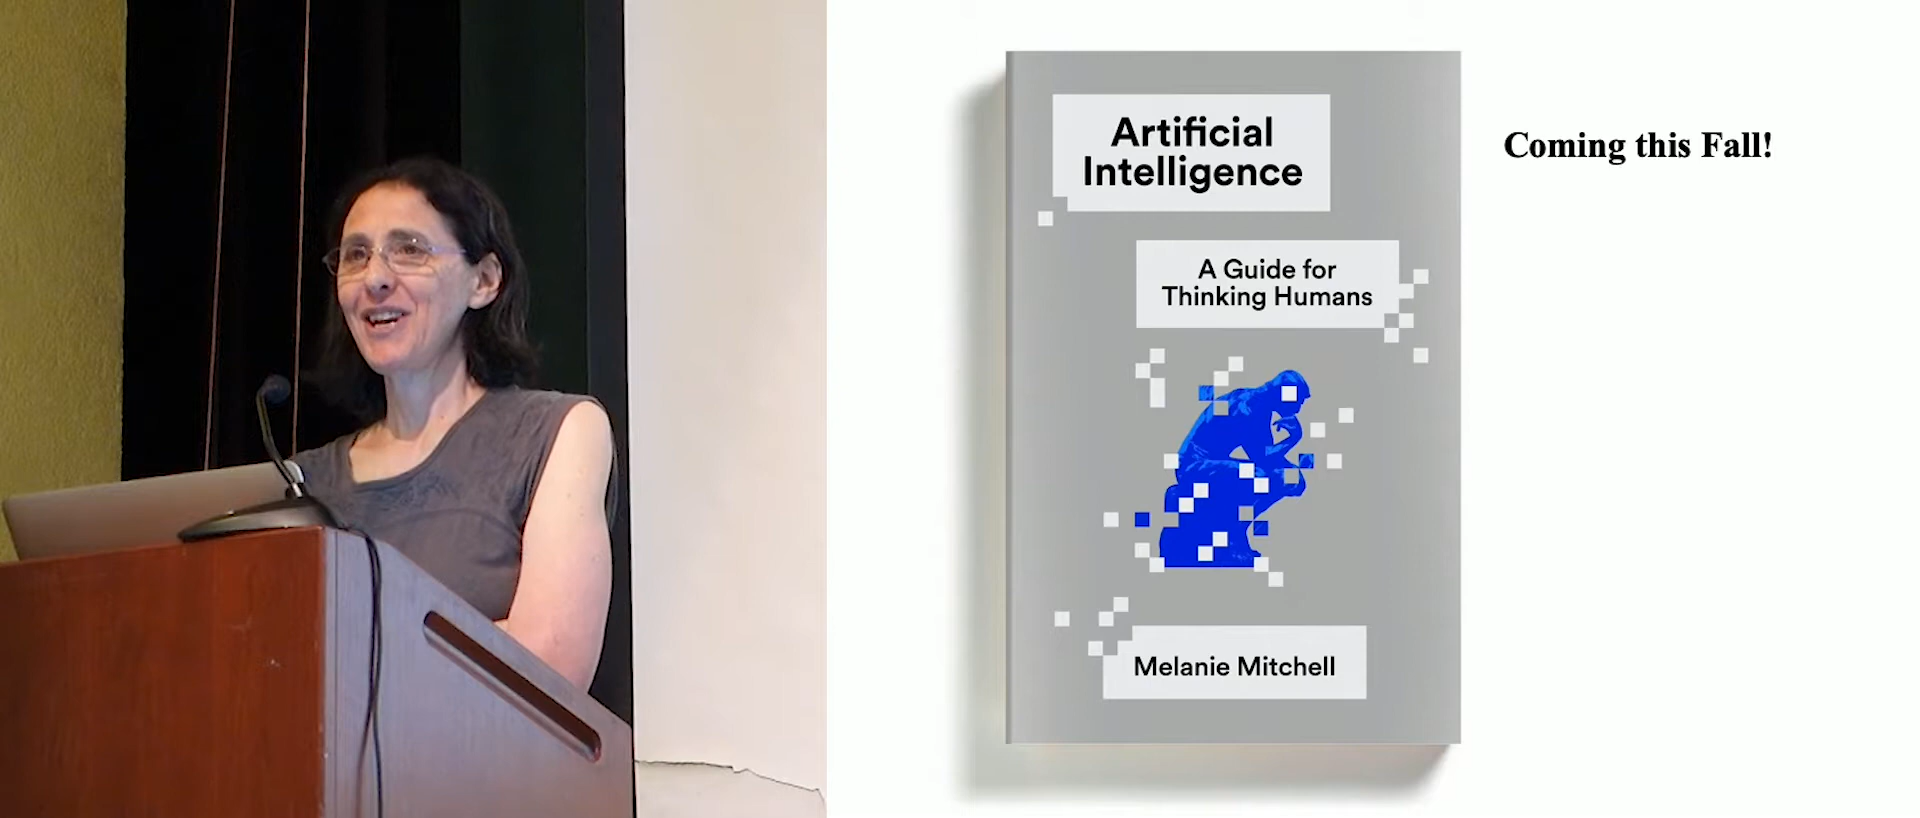 Artificial
Intelligence
A Guide for
Thinking Humans
Melanie Mitchell
Coming this Fall!